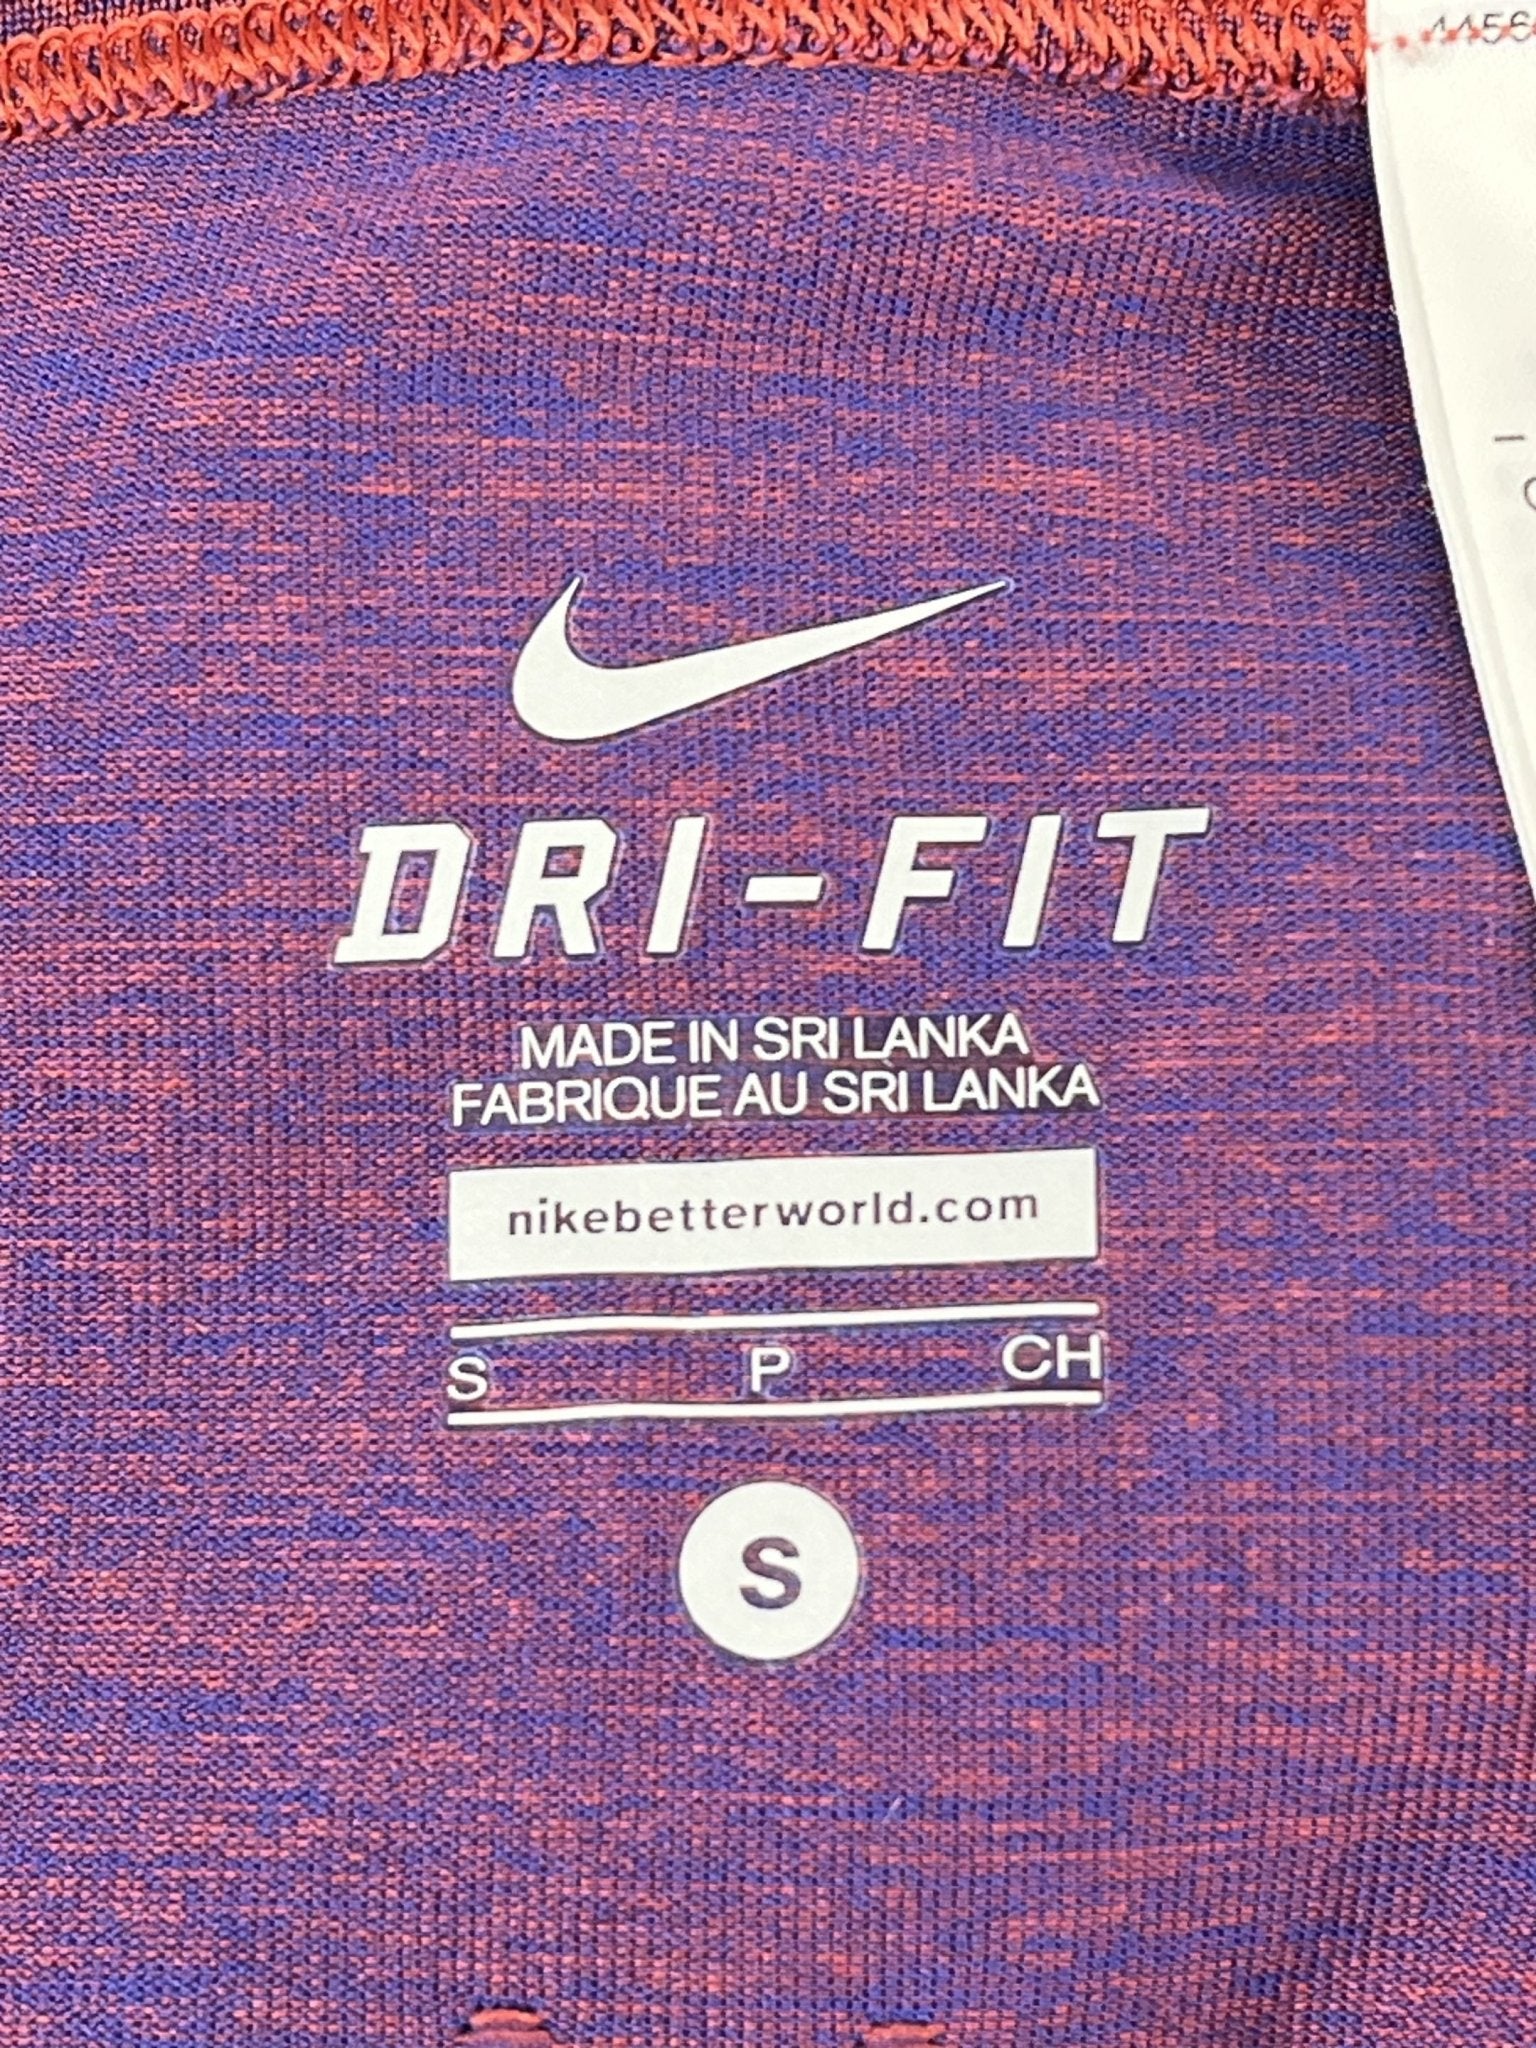 DRI-FIT
MADE IN SRI LANKA
FABRIQUE AU SRI LANKA
nikebetterworld.com
S P CH
S